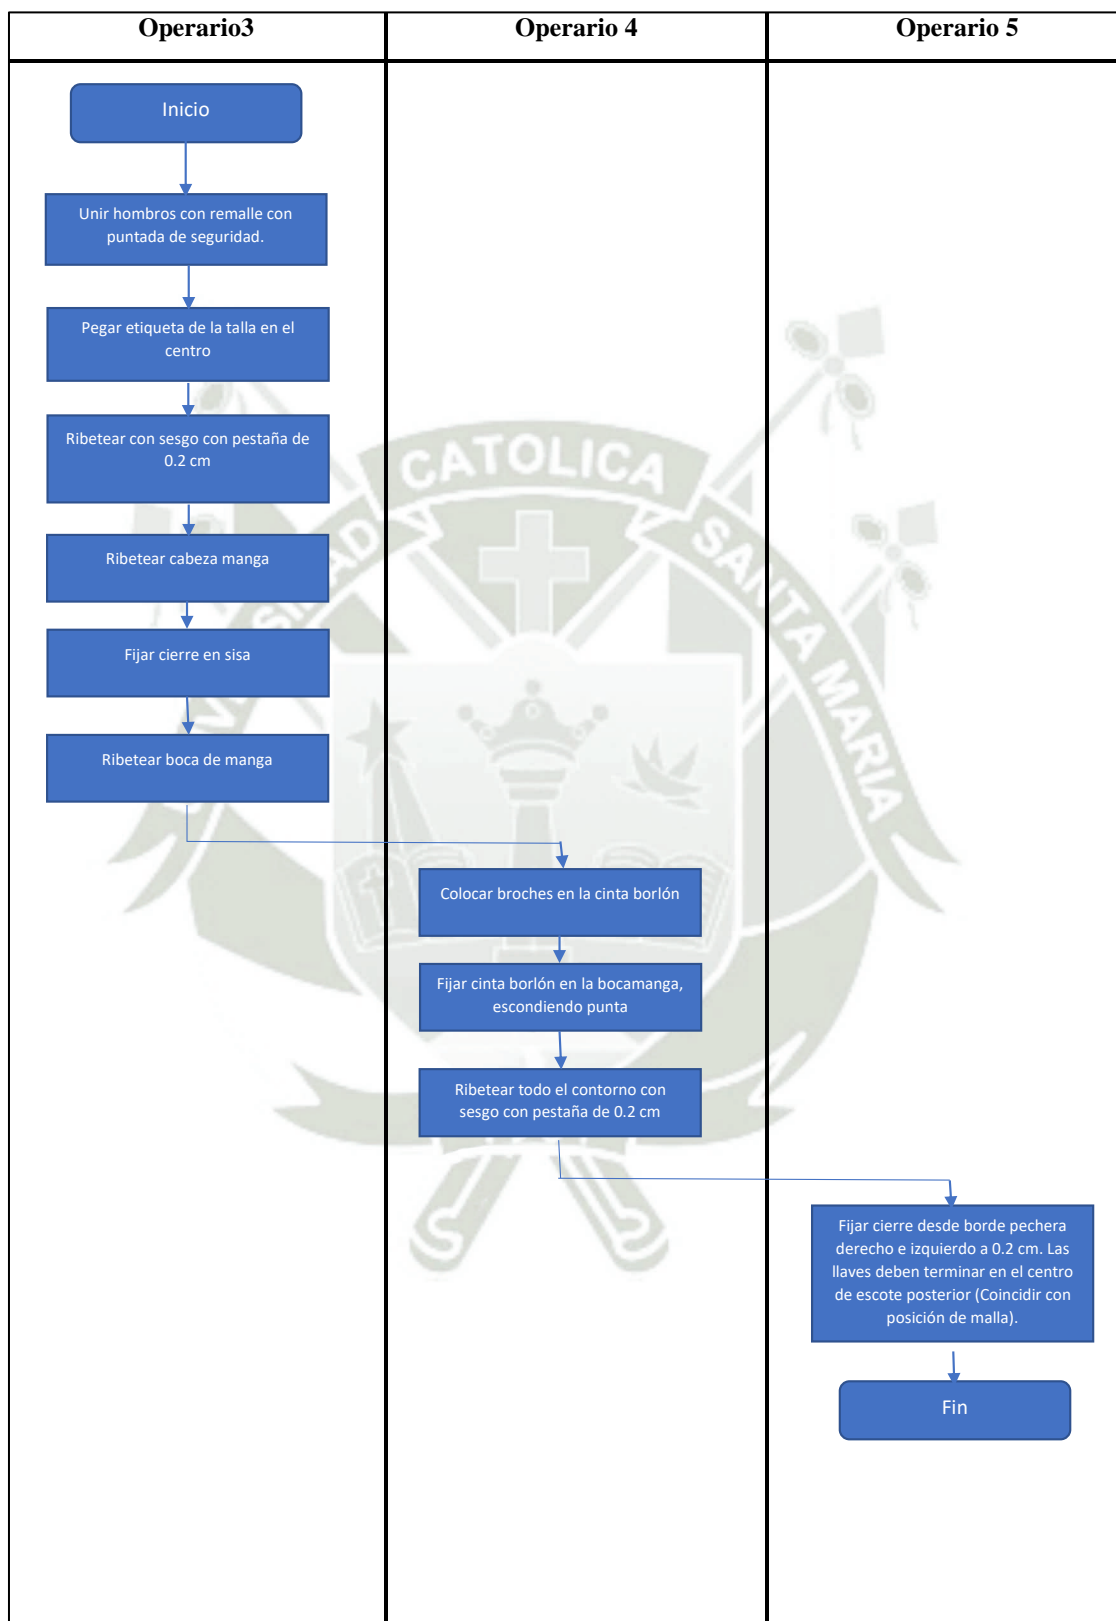 Operario3
Operario 4
Operario 5
Inicio
Unir hombros con remalle con
puntada de seguridad.
Pegar etiqueta de la talla en el
centro
Ribetear con sesgo con pestaña de
0.2 cm
Ribetear cabeza manga
Fijar cierre en sisa
Ribetear boca de manga
Colocar broches en la cinta borlón
Fijar cinta borlón en la bocamanga,
escondiendo punta
Ribetear todo el contorno con
sesgo con pestaña de 0.2 cm
Fijar cierre desde borde pechera
derecho e izquierdo a 0.2 cm. Las
llaves deben terminar en el centro
de escote posterior (Coincidir con
posición de malla).
Fin
CATOLICA
SANTA MARIA